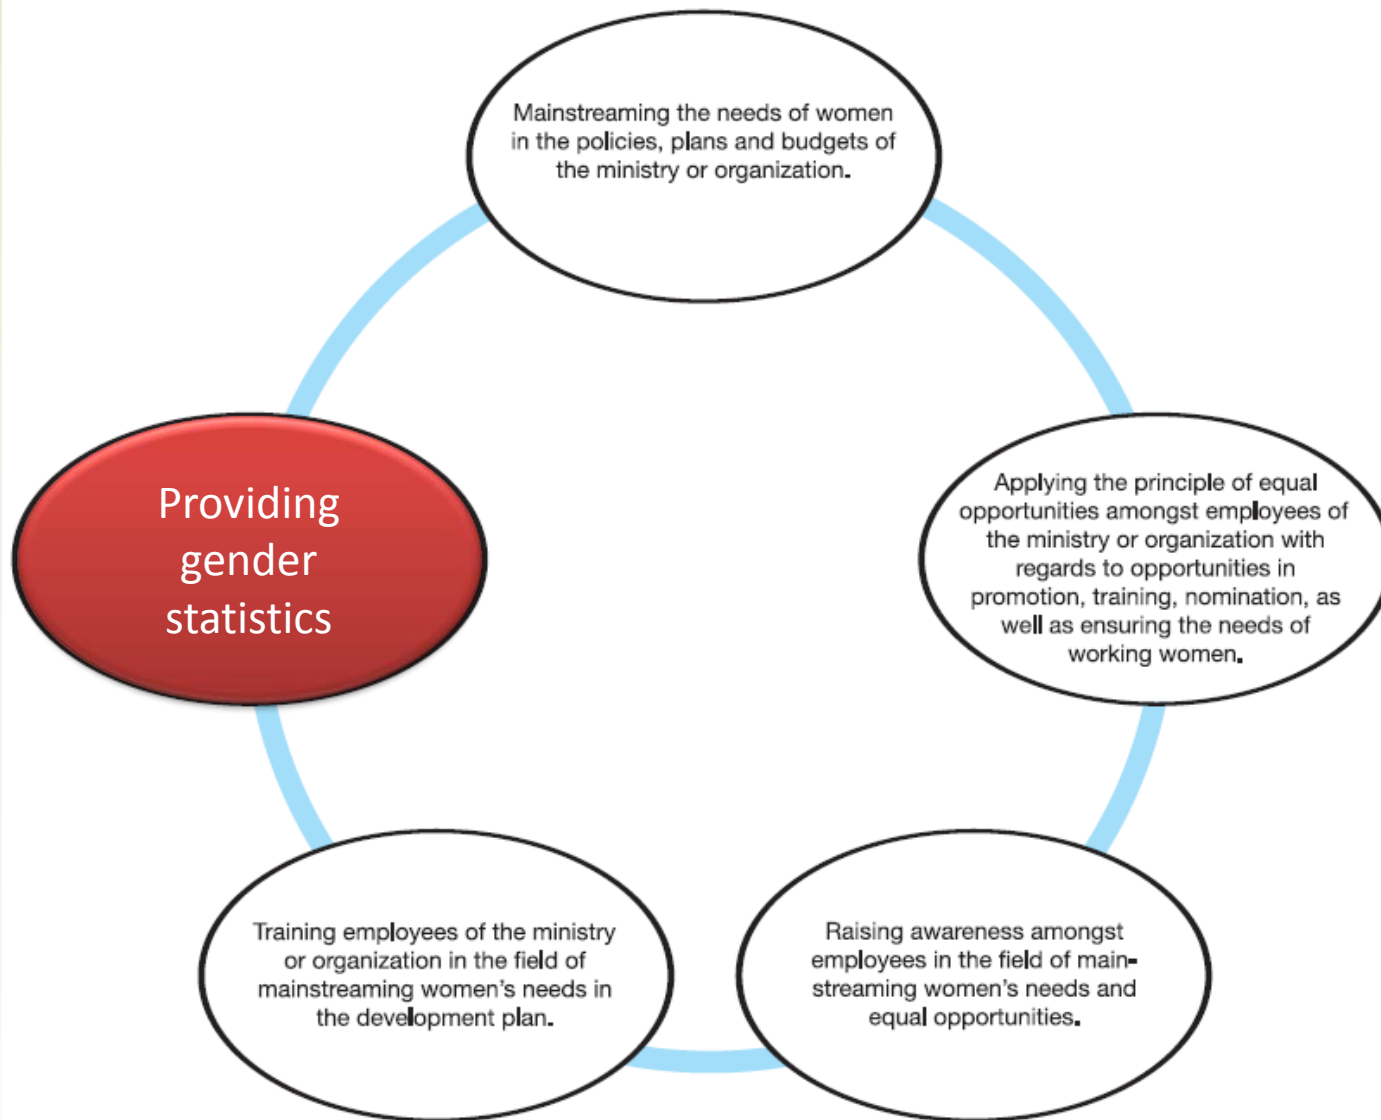 Mainstreaming the needs of women
in the policies, plans and budgets of
the ministry or organization.
Applying the principle of equal
opportunities amongst employees of
the ministry or organization with
regards to opportunities in
promotion, training, nomination, as
well as ensuring the needs of
working women.
Raising awareness amongst
employees in the field of main-
streaming women's needs and
equal opportunities.
Training employees of the ministry
or organization in the field of
mainstreaming women's needs in
the development plan.
Providing
gender
statistics